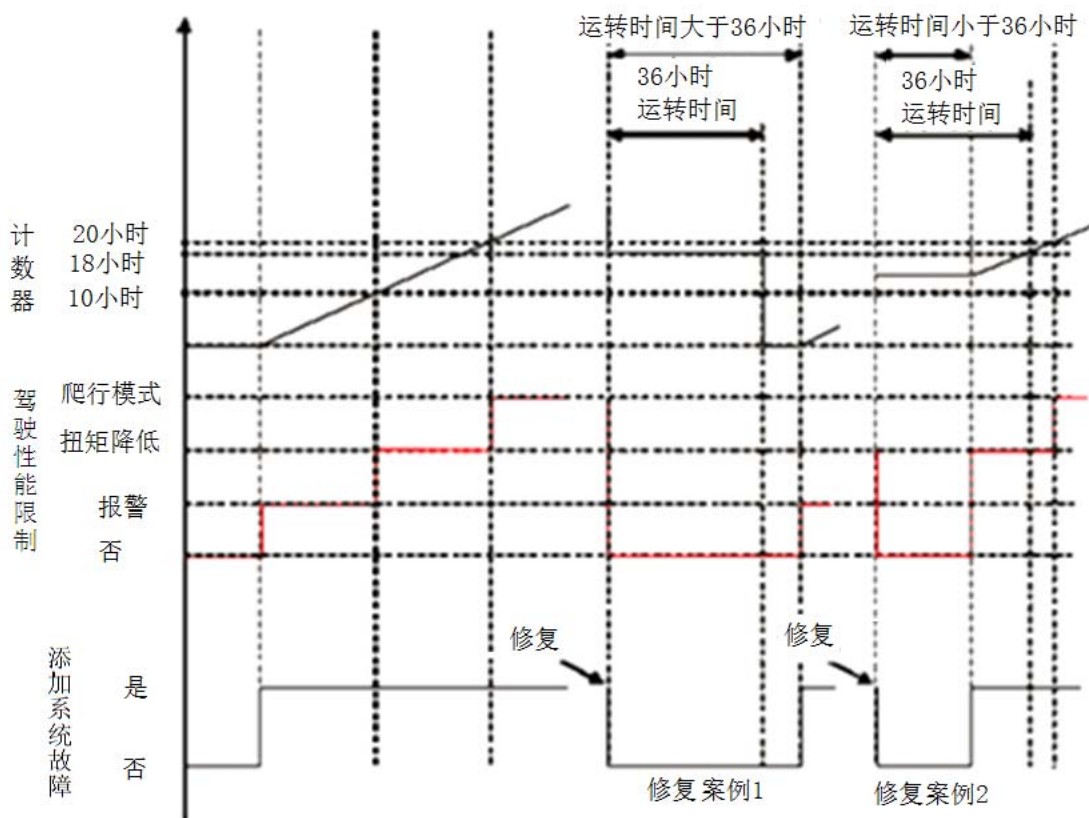 运转时间大于36小时
运转时间小于36小时
36小时
运转时间
36小时
运转时间
计数器
20小时
18小时
10小时
驾驶性能限制
爬行模式
扭矩降低
报警
否
修复
修复
添加系统故障
是
否
修复案例1
修复案例2